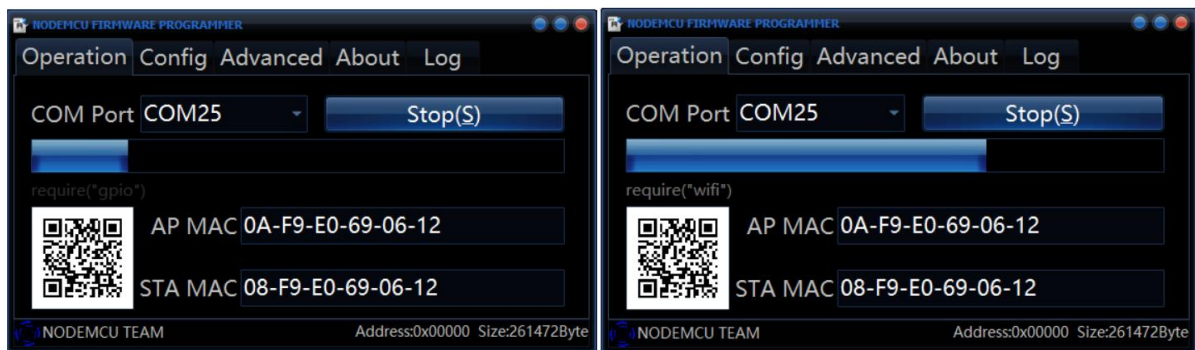 NODEMCU FIRMWARE PROGRAMMER
Operation Config Advanced About Log
COM Port COM25 Stop(S)
require("gpio")
AP MAC 0A-F9-E0-69-06-12
STA MAC 08-F9-E0-69-06-12
NODEMCU TEAM Address:0x00000 Size:261472Byte
NODEMCU FIRMWARE PROGRAMMER
Operation Config Advanced About Log
COM Port COM25 Stop(S)
require("wifi")
AP MAC 0A-F9-E0-69-06-12
STA MAC 08-F9-E0-69-06-12
NODEMCU TEAM Address:0x00000 Size:261472Byte